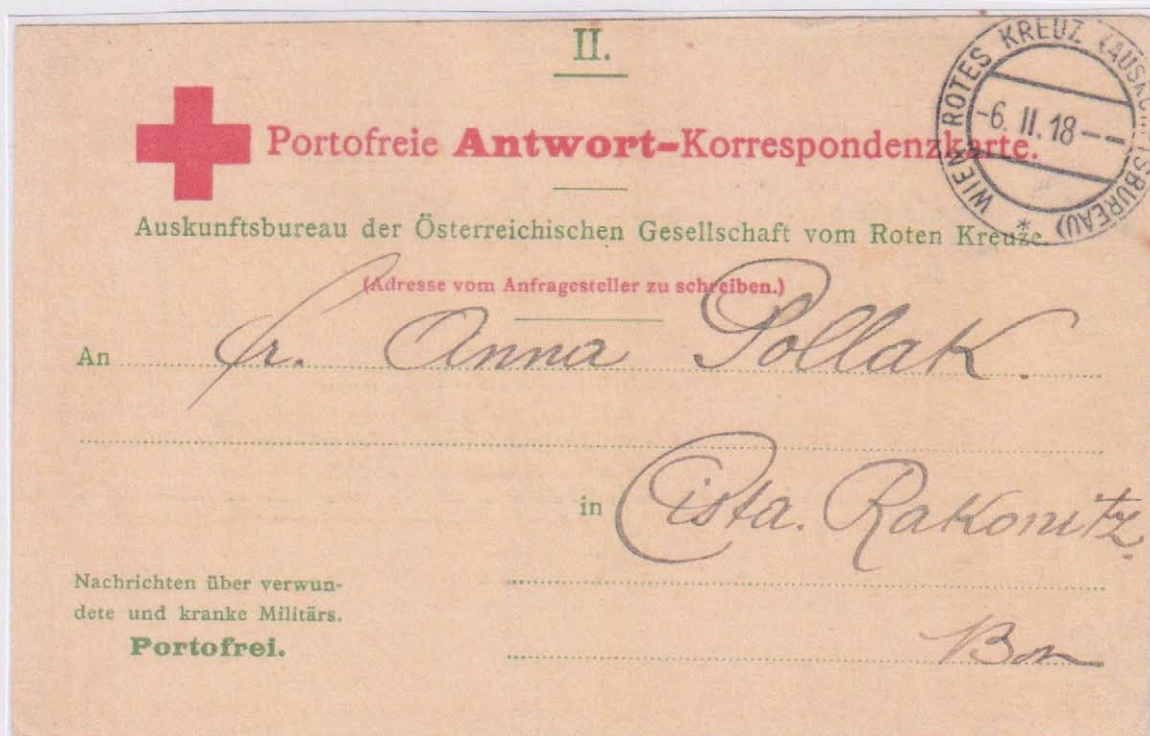 II.
WIEN ROTES KREUZ (AUSKUNFTSBUREAU) *
-6. II. 18
Portofreie Antwort-Korrespondenzkarte.
Auskunftsbureau der Österreichischen Gesellschaft vom Roten Kreuze.
(Adresse vom Anfragesteller zu schreiben.)
An Fr. Anna Pollak.
in Cista. Rakonitz.
Nachrichten über verwun-
dete und kranke Militärs.
Portofrei.